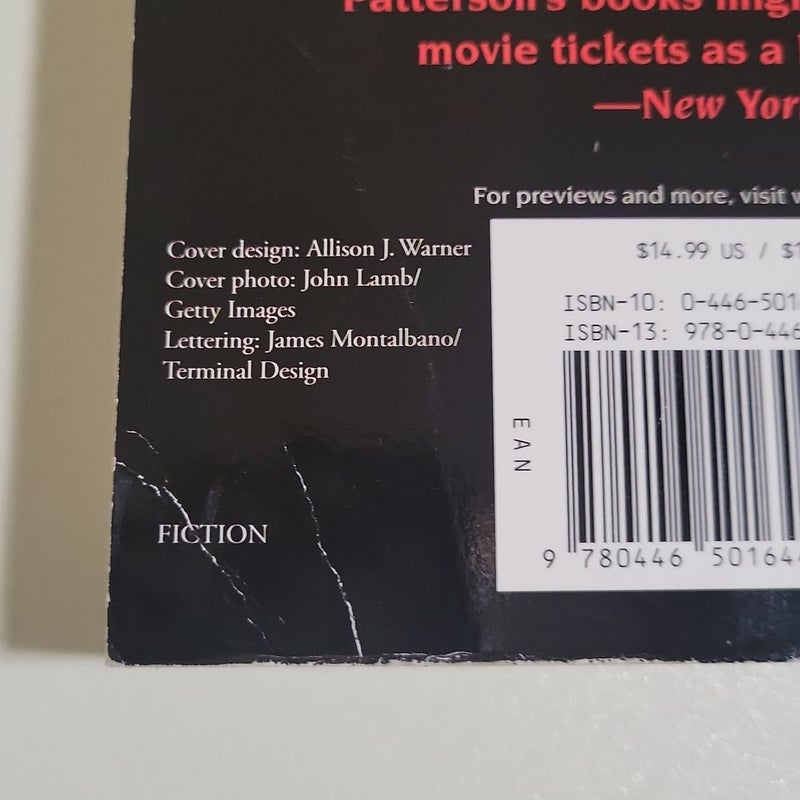 Patterson's books
movie tickets as a
—New Yor
For previews and more, visit w
Cover design: Allison J. Warner
Cover photo: John Lamb/
Getty Images
Lettering: James Montalbano/
Terminal Design
FICTION
$14.99 US / $1
ISBN-10: 0-446-501
ISBN-13: 978-0-446
EAN
9 780446 50164